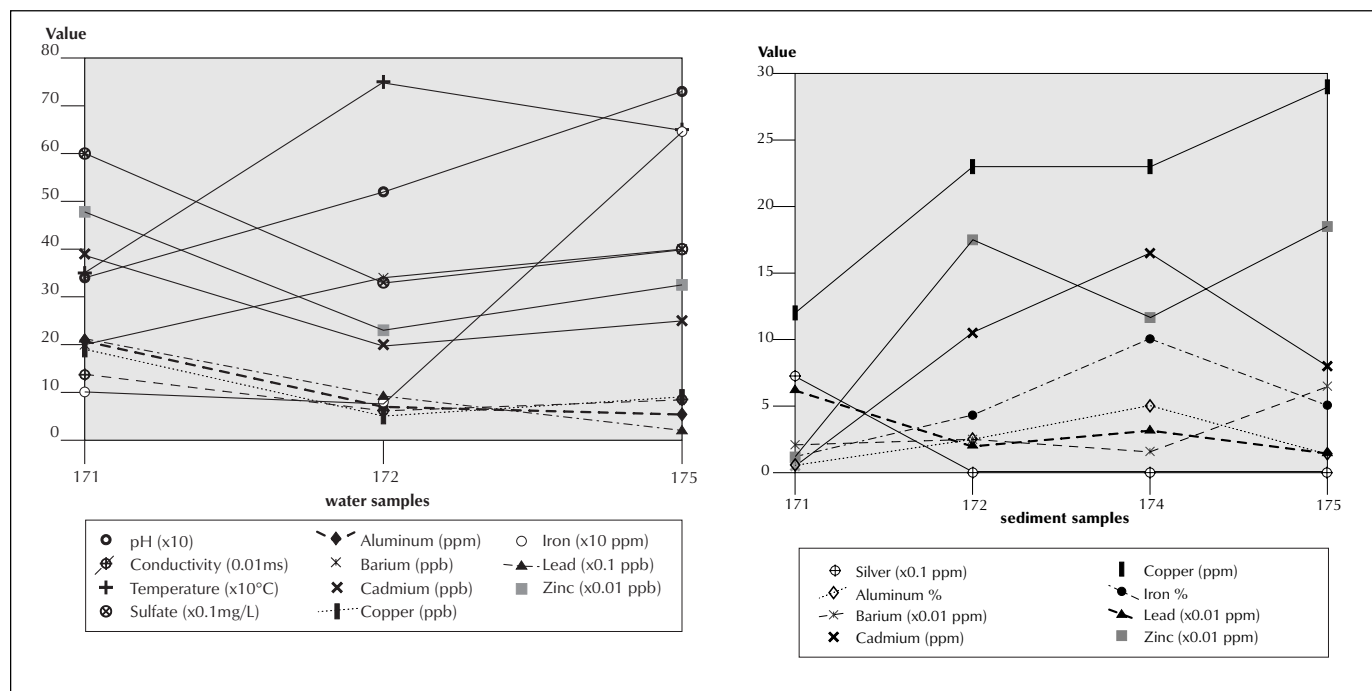 Value
80
70
60
50
40
30
20
10
0
171
172
175
water samples
pH (x10)
Conductivity (0.01ms)
Temperature (x10°C)
Sulfate (x0.1mg/L)
Aluminum (ppm)
Barium (ppb)
Cadmium (ppb)
Copper (ppb)
Iron (x10 ppm)
Lead (x0.1 ppb)
Zinc (x0.01 ppb)
Value
30
25
20
15
10
5
0
171
172
174
175
sediment samples
Silver (x0.1 ppm)
Aluminum %
Barium (x0.01 ppm)
Cadmium (ppm)
Copper (ppm)
Iron %
Lead (x0.01 ppm)
Zinc (x0.01 ppm)